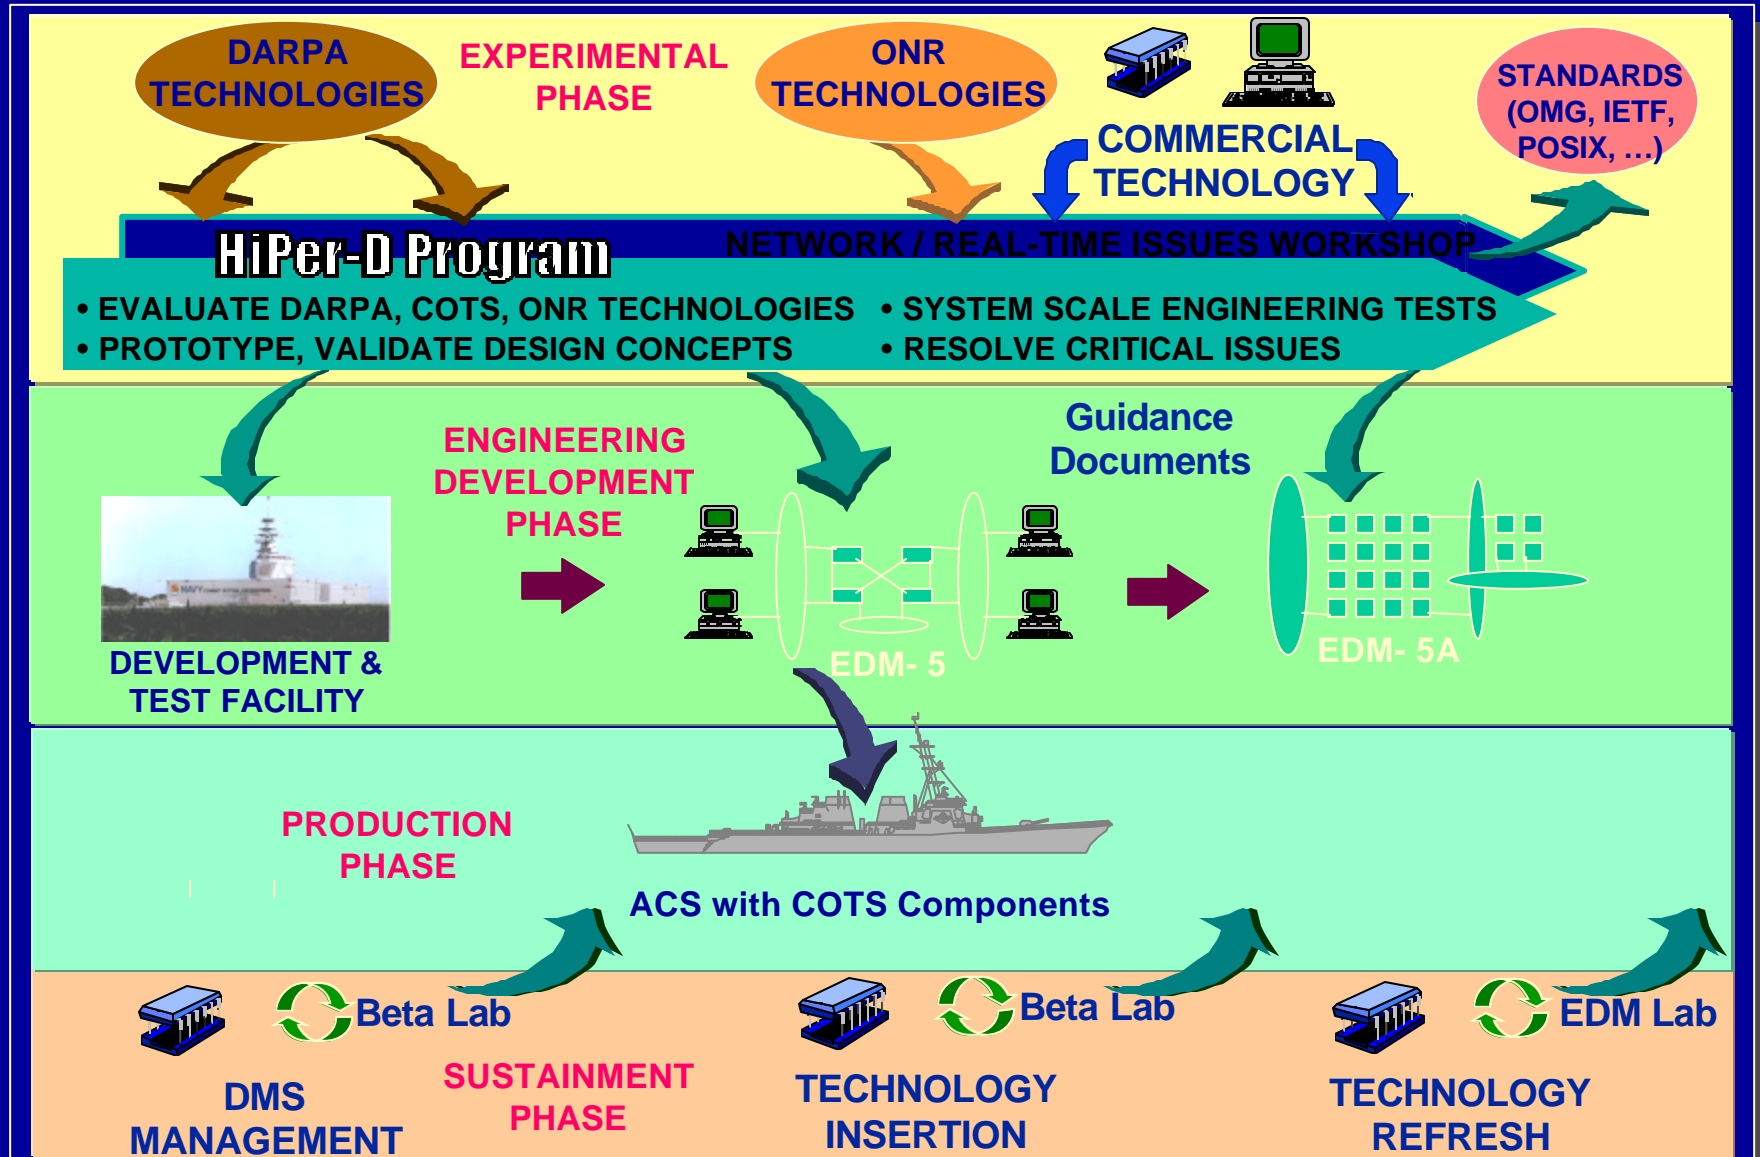 DARPA
TECHNOLOGIES
EXPERIMENTAL
PHASE
ONR
TECHNOLOGIES
COMMERCIAL
TECHNOLOGY
STANDARDS
(OMG, IETF,
POSIX, …)
HiPer-D Program
NETWORK / REAL-TIME ISSUES WORKSHOP
• EVALUATE DARPA, COTS, ONR TECHNOLOGIES
• PROTOTYPE, VALIDATE DESIGN CONCEPTS
• SYSTEM SCALE ENGINEERING TESTS
• RESOLVE CRITICAL ISSUES
ENGINEERING
DEVELOPMENT
PHASE
Guidance
Documents
NAVY
DEVELOPMENT &
TEST FACILITY
EDM- 5
EDM- 5A
PRODUCTION
PHASE
ACS with COTS Components
Beta Lab
Beta Lab
EDM Lab
DMS
MANAGEMENT
SUSTAINMENT
PHASE
TECHNOLOGY
INSERTION
TECHNOLOGY
REFRESH